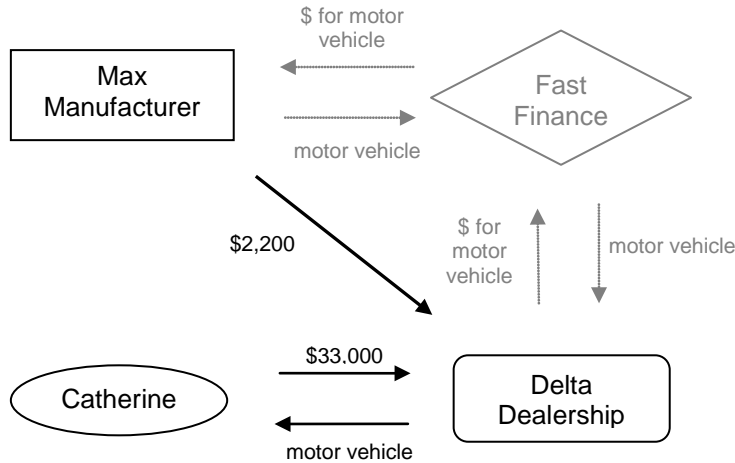 $ for motor
vehicle
Max
Manufacturer
Fast
Finance
motor vehicle
$2,200
$ for
motor
vehicle
motor vehicle
$33.000
Catherine
Delta
Dealership
motor vehicle